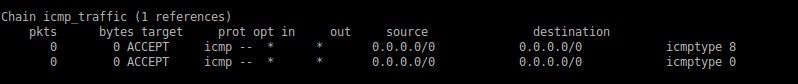 Chain icmp_traffic (1 references)
pkts bytes target prot opt in out source destination
0 0 ACCEPT icmp -- * * 0.0.0.0/0 0.0.0.0/0 icmptype 8
0 0 ACCEPT icmp -- * * 0.0.0.0/0 0.0.0.0/0 icmptype 0